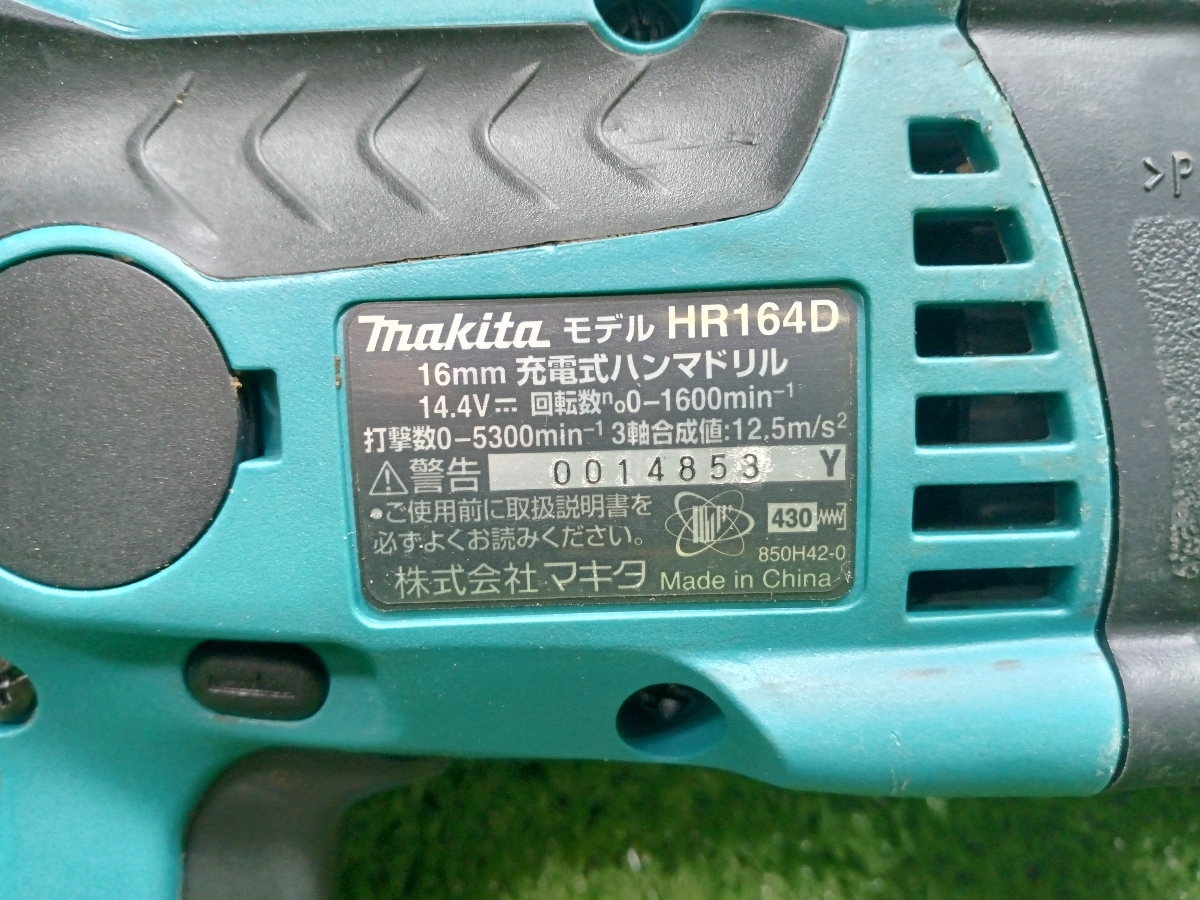 makita モデル HR164D
16mm 充電式ハンマドリル
14.4V⎓ 回転数no0-1600min-1
打撃数0-5300min-1 3軸合成値:12.5m/s2
⚠警告 0014853 Y
•ご使用前に取扱説明書を
必ずよくお読みください。
430
850H42-0
株式会社マキタ Made in China
>P